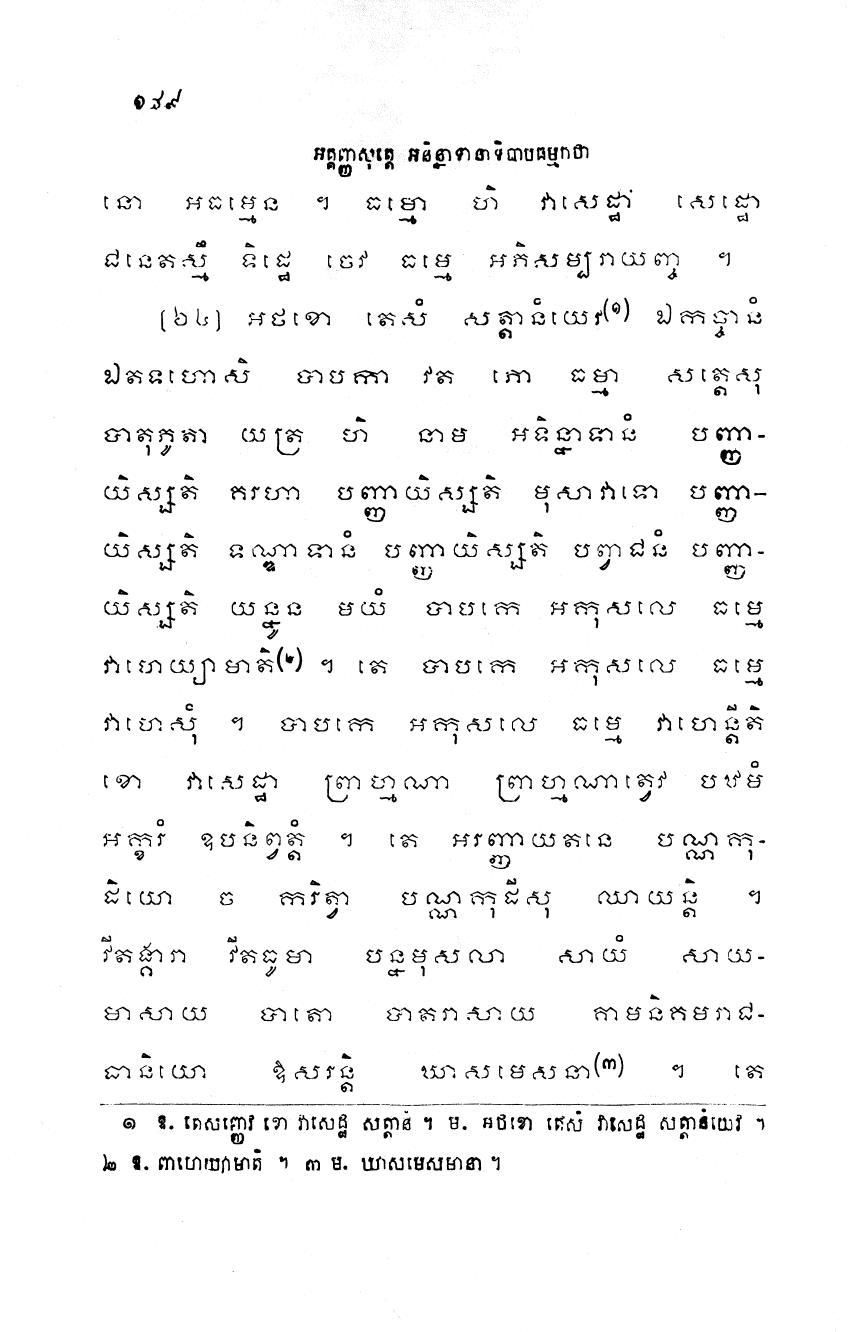 ១៨៩
អគ្គញ្ញសុត្តេ អទិន្នាទានាទិបាបធម្មកថា
នោ អធម្មេន ។ ធម្មោ ហិ វាសេដ្ឋា សេដ្ឋោ
ជនេតស្មឹ ទិដ្ឋេ ចេវ ធម្មេ អភិសម្បរាយញ្ច ។
[៦៤] អថខោ តេសំ សត្តានំយេវ(១) ឯកច្ចានំ
ឯតទហោសិ បាបកា វត ភោ ធម្មា សត្តេសុ
បាតុភូតា យត្រ ហិ នាម អទិន្នាទានំ បញ្ញា-
យិស្សតិ គរហា បញ្ញាយិស្សតិ មុសាវាទោ បញ្ញា-
យិស្សតិ ទណ្ឌាទានំ បញ្ញាយិស្សតិ បព្វាជនំ បញ្ញា-
យិស្សតិ យន្នូន មយំ បាបកេ អកុសលេ ធម្មេ
វាហេយ្យាមាតិ(២) ។ តេ បាបកេ អកុសលេ ធម្មេ
វាហេសុំ ។ បាបកេ អកុសលេ ធម្មេ វាហេន្តីតិ
ខោ វាសេដ្ឋា ព្រាហ្មណា ព្រាហ្មណាត្វេវ បឋមំ
អក្ខរំ ឧបនិព្វត្តំ ។ តេ អរញ្ញាយតនេ បណ្ណកុ-
ដិយោ ច ករិត្វា បណ្ណកុដីសុ ឈាយន្តិ ។
វីតង្គារា វីតធូមា បន្នមុសលា សាយំ សាយ-
មាសាយ បាតោ បាតរាសាយ គាមនិគមរាជ-
ធានិយោ ឱសរន្តិ ឃាសមេសនា(៣) ។ តេ
១ ឱ. តេសញ្ញេវ ខោ វាសេដ្ឋ សត្តានំ ។ ម. អថខោ តេសំ វាសេដ្ឋ សត្តានំយេវ ។
២ ឱ. ពាហេយ្យាមាតិ ។ ៣ ម. ឃាសមេសមានា ។